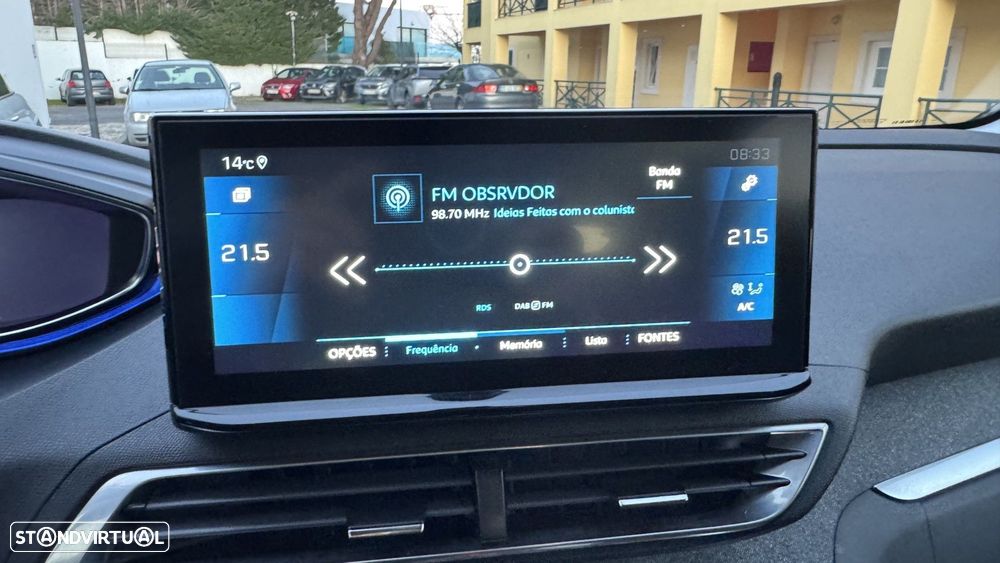 14°C
08:33
Banda
FM
FM OBSRVDOR
98.70 MHz Ideias Feitas com o colunista
21.5
21.5
RDS
DAB FM
A/C
OPÇÕES
Frequência
Memória
Lista
FONTES
STANDVIRTUAL